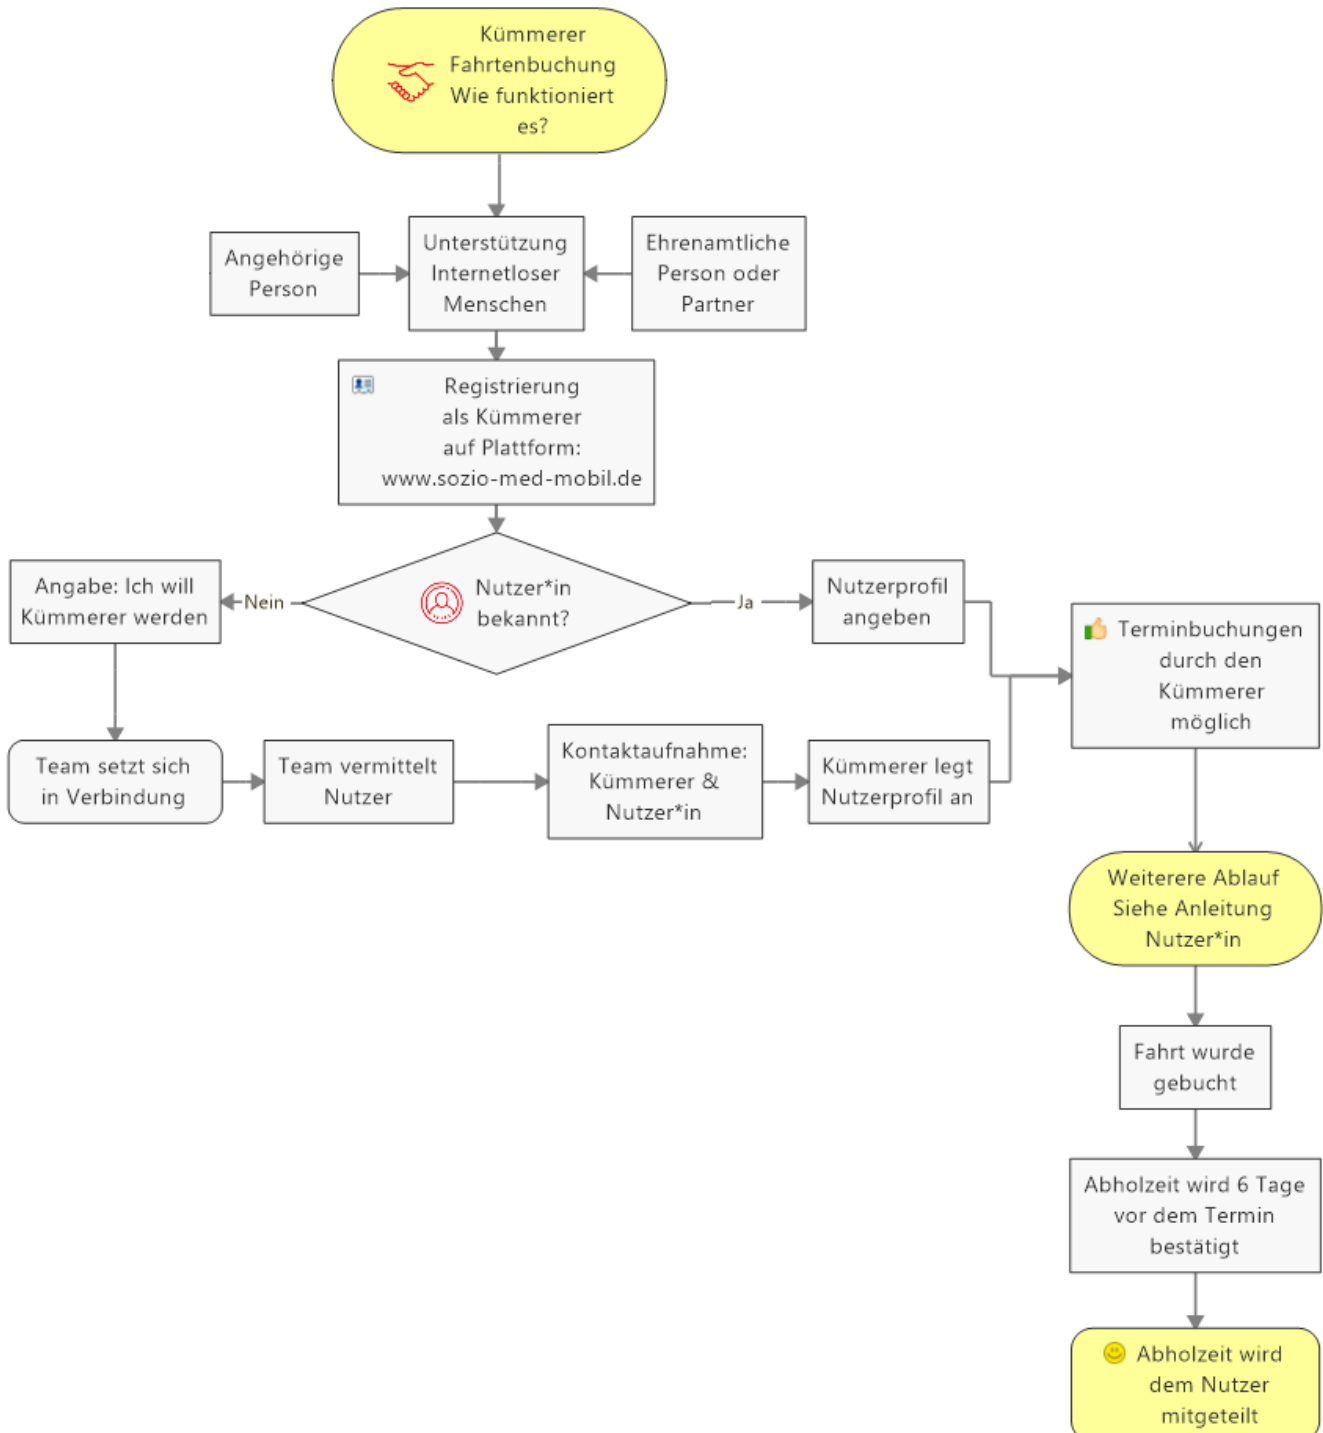 Kümmerer
Fahrtenbuchung
Wie funktioniert
es?
Angehörige
Person
Unterstützung
Internetloser
Menschen
Ehrenamtliche
Person oder
Partner
Registrierung
als Kümmerer
auf Plattform:
www.sozio-med-mobil.de
Nutzer*in
bekannt?
Nein
Angabe: Ich will
Kümmerer werden
Ja
Nutzerprofil
angeben
Team setzt sich
in Verbindung
Team vermittelt
Nutzer
Kontaktaufnahme:
Kümmerer &
Nutzer*in
Kümmerer legt
Nutzerprofil an
Terminbuchungen
durch den
Kümmerer
möglich
Weiterere Ablauf
Siehe Anleitung
Nutzer*in
Fahrt wurde
gebucht
Abholzeit wird 6 Tage
vor dem Termin
bestätigt
Abholzeit wird
dem Nutzer
mitgeteilt